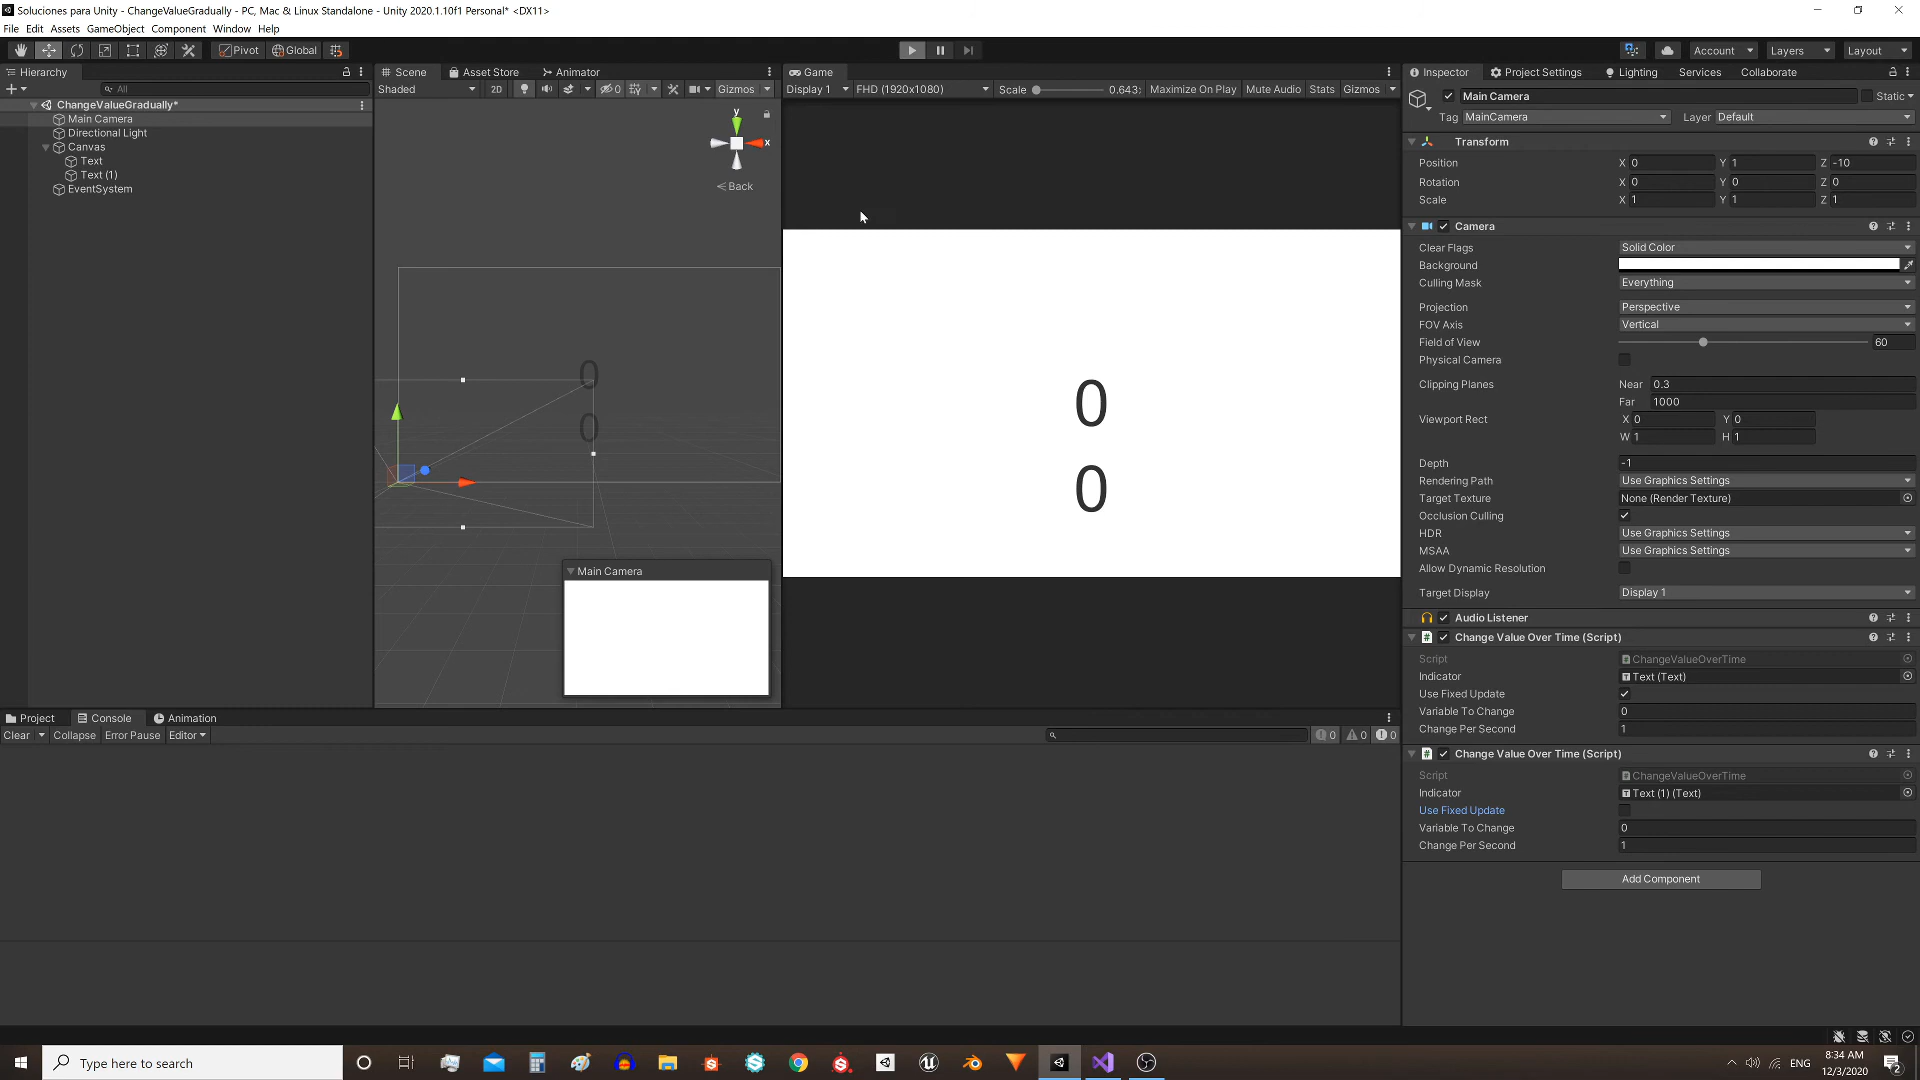 Soluciones para Unity - ChangeValueGradually - PC, Mac & Linux Standalone - Unity 2020.1.10f1 Personal* <DX11>
File Edit Assets GameObject Component Window Help
Pivot Global Account Layers Layout
Hierarchy
All
ChangeValueGradually*
Main Camera
Directional Light
Canvas
Text
Text (1)
EventSystem
Scene Asset Store Animator
Shaded 2D 0 Gizmos
y
x
Back
0
0
Main Camera
Game
Display 1 FHD (1920x1080) Scale 0.643: Maximize On Play Mute Audio Stats Gizmos
0
0
Inspector Project Settings Lighting Services Collaborate
Main Camera Static
Tag MainCamera Layer Default
Transform
Position X 0 Y 1 Z -10
Rotation X 0 Y 0 Z 0
Scale X 1 Y 1 Z 1
Camera
Clear Flags Solid Color
Background
Culling Mask Everything
Projection Perspective
FOV Axis Vertical
Field of View 60
Physical Camera
Clipping Planes Near 0.3
Far 1000
Viewport Rect X 0 Y 0
W 1 H 1
Depth -1
Rendering Path Use Graphics Settings
Target Texture None (Render Texture)
Occlusion Culling
HDR Use Graphics Settings
MSAA Use Graphics Settings
Allow Dynamic Resolution
Target Display Display 1
Audio Listener
# Change Value Over Time (Script)
Script ChangeValueOverTime
Indicator Text (Text)
Use Fixed Update
Variable To Change 0
Change Per Second 1
# Change Value Over Time (Script)
Script ChangeValueOverTime
Indicator Text (1) (Text)
Use Fixed Update
Variable To Change 0
Change Per Second 1
Add Component
Project Console Animation
Clear Collapse Error Pause Editor 0 0 0
Type here to search
ENG
8:34 AM
12/3/2020
2